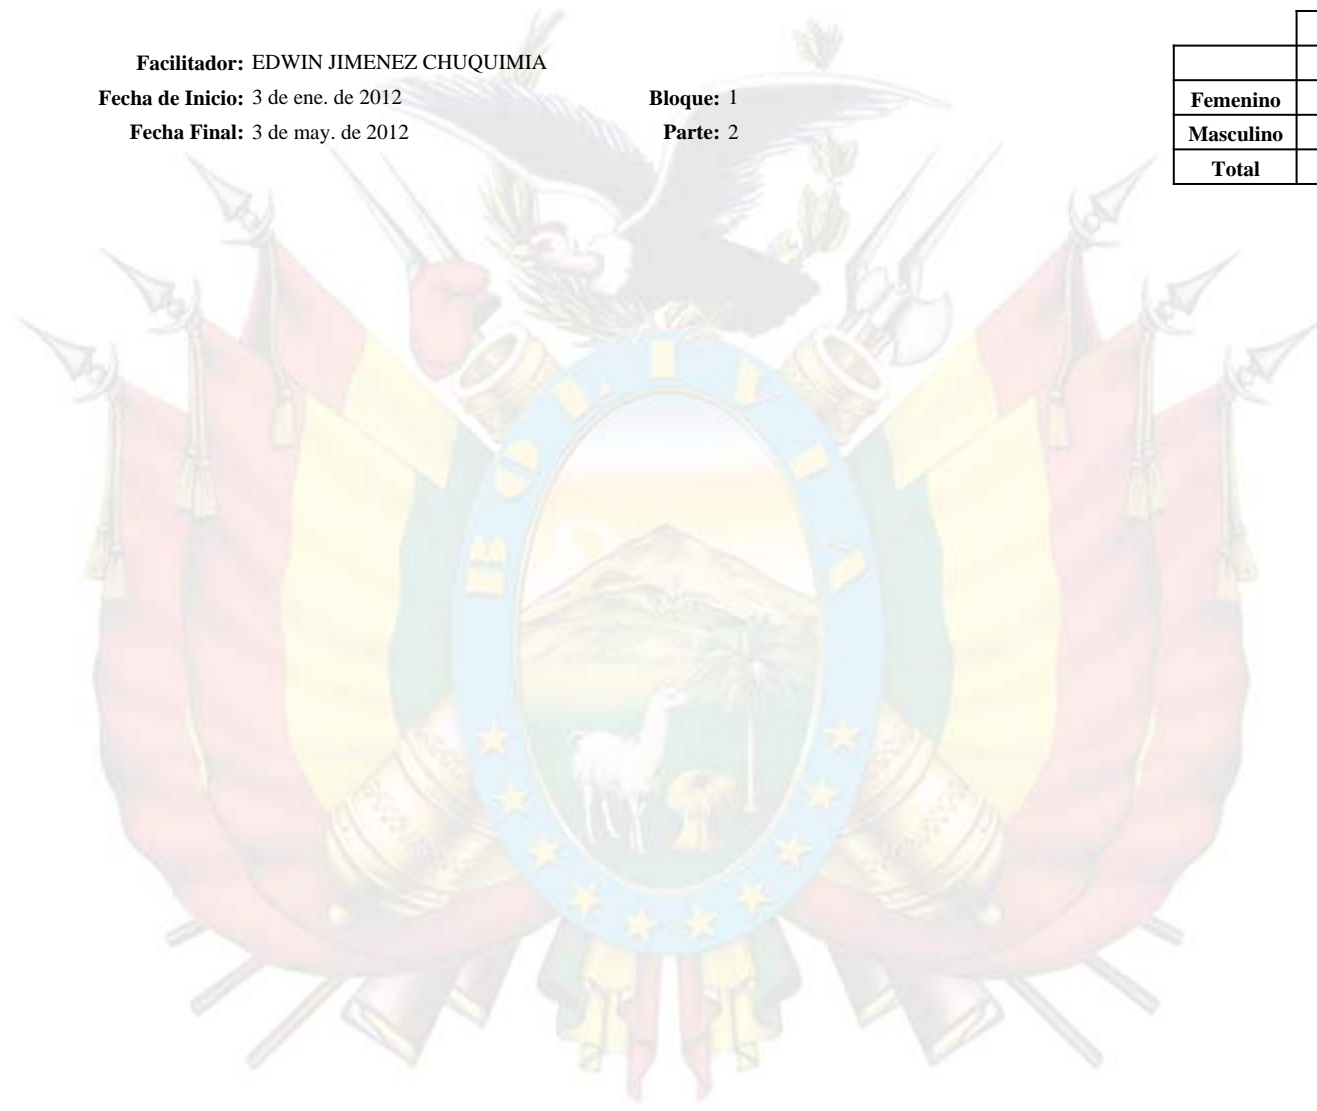 Facilitador: EDWIN JIMENEZ CHUQUIMIA
Fecha de Inicio: 3 de ene. de 2012 Bloque: 1
Fecha Final: 3 de may. de 2012 Parte: 2
Femenino
Masculino
Total
BOLIVIA